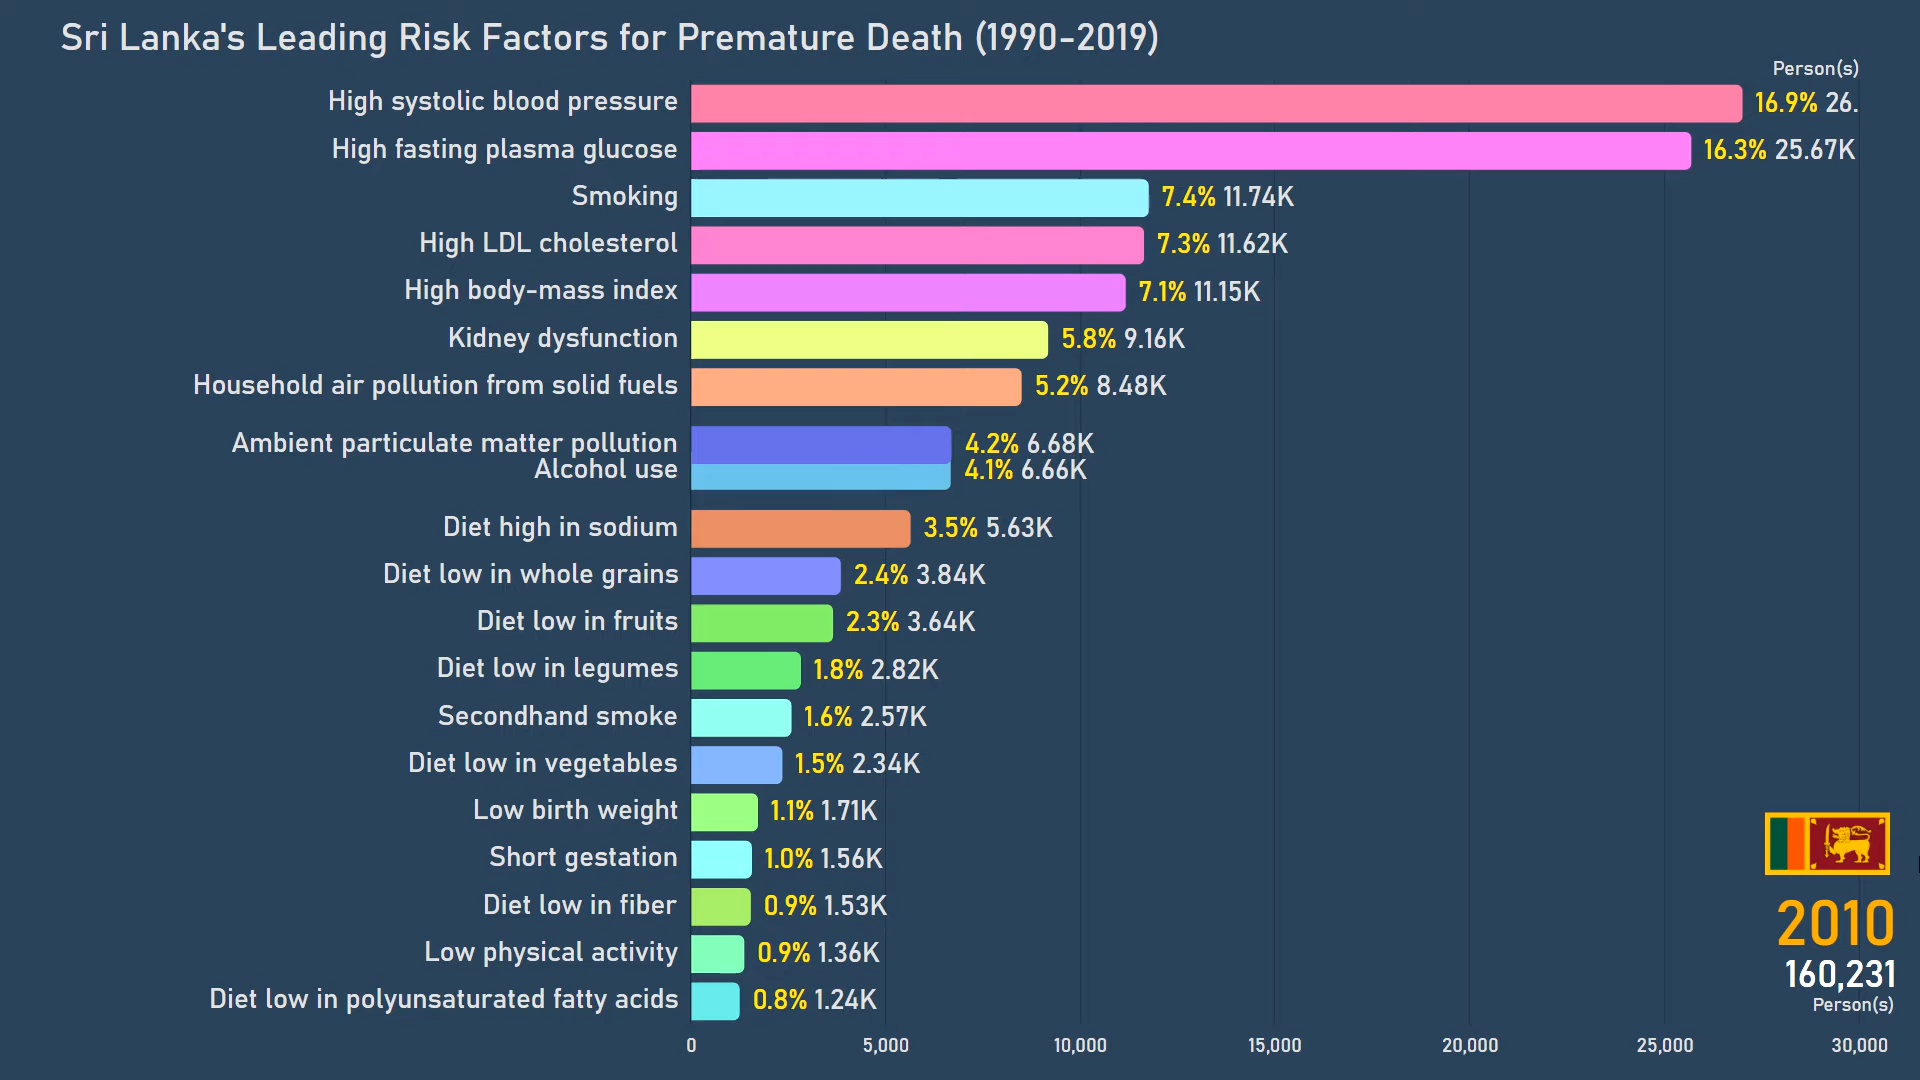 Sri Lanka's Leading Risk Factors for Premature Death (1990-2019)
Person(s)
High systolic blood pressure 16.9% 26.
High fasting plasma glucose 16.3% 25.67K
Smoking 7.4% 11.74K
High LDL cholesterol 7.3% 11.62K
High body-mass index 7.1% 11.15K
Kidney dysfunction 5.8% 9.16K
Household air pollution from solid fuels 5.2% 8.48K
Ambient particulate matter pollution 4.2% 6.68K
Alcohol use 4.1% 6.66K
Diet high in sodium 3.5% 5.63K
Diet low in whole grains 2.4% 3.84K
Diet low in fruits 2.3% 3.64K
Diet low in legumes 1.8% 2.82K
Secondhand smoke 1.6% 2.57K
Diet low in vegetables 1.5% 2.34K
Low birth weight 1.1% 1.71K
Short gestation 1.0% 1.56K
Diet low in fiber 0.9% 1.53K
Low physical activity 0.9% 1.36K
Diet low in polyunsaturated fatty acids 0.8% 1.24K
2010
160,231
Person(s)
0 5,000 10,000 15,000 20,000 25,000 30,000